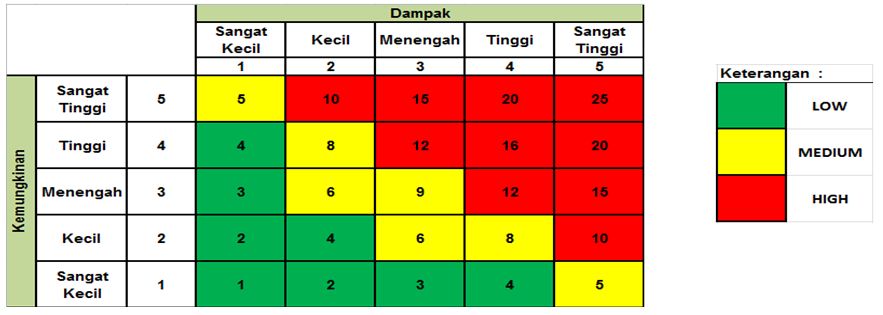 Dampak
Sangat Kecil Kecil Menengah Tinggi Sangat Tinggi
1 2 3 4 5
Kemungkinan
Sangat Tinggi 5 5 10 15 20 25
Tinggi 4 4 8 12 16 20
Menengah 3 3 6 9 12 15
Kecil 2 2 4 6 8 10
Sangat Kecil 1 1 2 3 4 5
Keterangan :
LOW
MEDIUM
HIGH